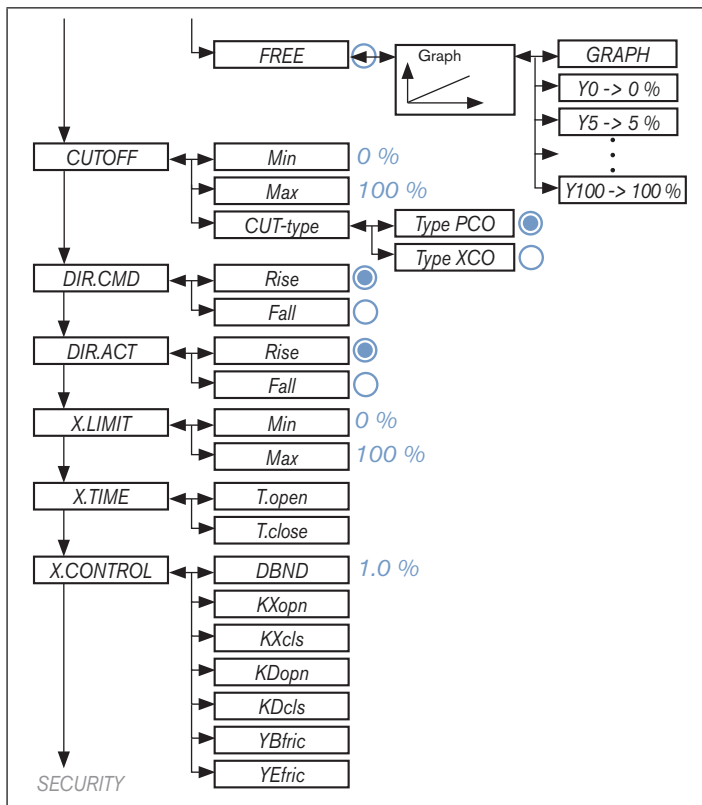 FREE
Graph
GRAPH
Y0 -> 0 %
Y5 -> 5 %
Y100 -> 100 %
CUTOFF
Min
0 %
Max
100 %
CUT-type
Type PCO
Type XCO
DIR.CMD
Rise
Fall
DIR.ACT
Rise
Fall
X.LIMIT
Min
0 %
Max
100 %
X.TIME
T.open
T.close
X.CONTROL
DBND
1.0 %
KXopn
KXcls
KDopn
KDcls
YBfric
YEfric
SECURITY